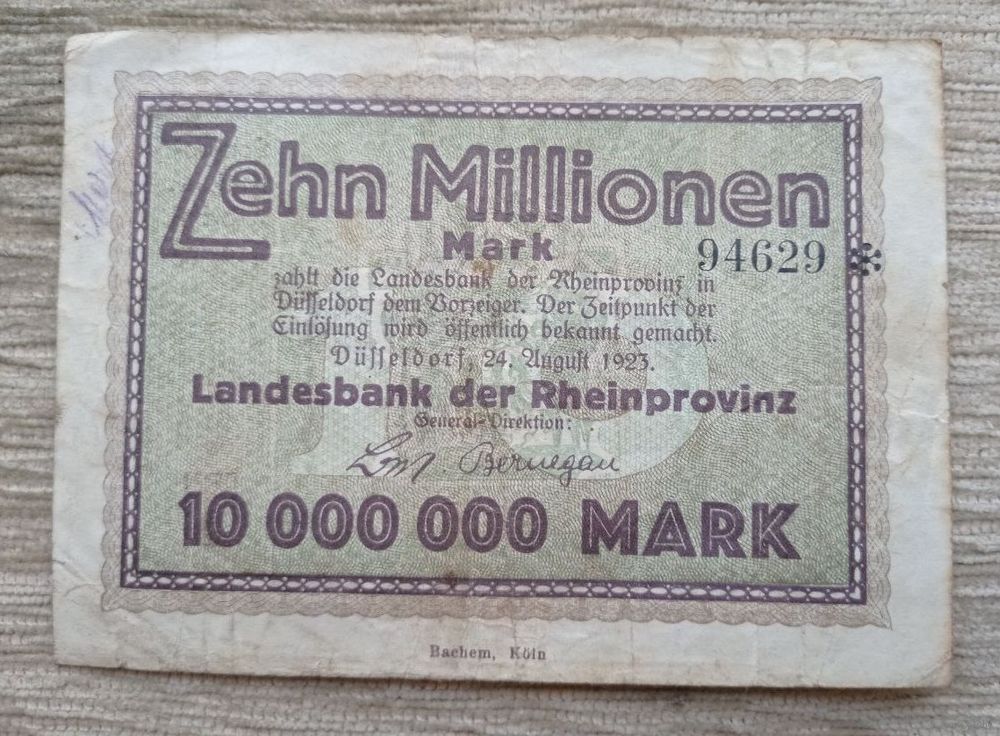 Zehn Millionen
Mark
94629
zahlt die Landesbank der Rheinprovinz in
Düsseldorf dem Vorzeiger. Der Zeitpunkt der
Einlösung wird öffentlich bekannt gemacht.
Düsseldorf, 24. August 1923.
Landesbank der Rheinprovinz
General-Direktion:
Bernegau
10 000 000 MARK
Bachem, Köln